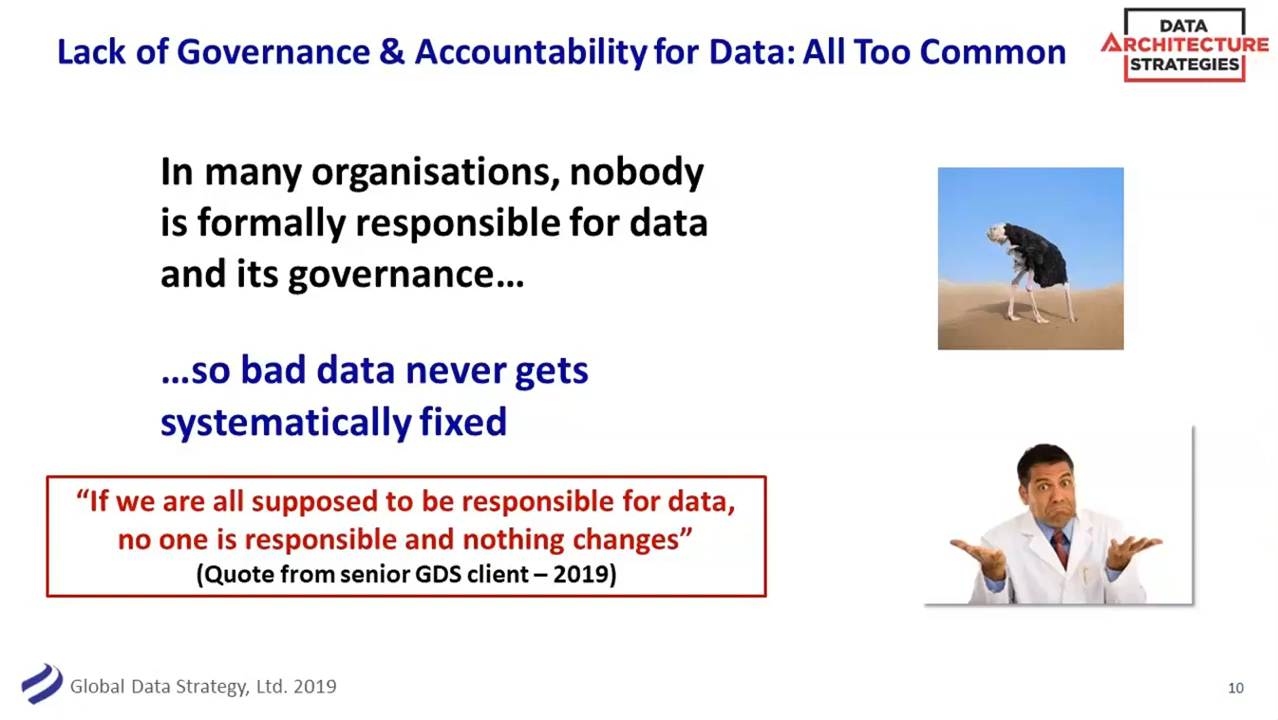 Lack of Governance & Accountability for Data: All Too Common
DATA
ARCHITECTURE
STRATEGIES
In many organisations, nobody
is formally responsible for data
and its governance…
…so bad data never gets
systematically fixed
“If we are all supposed to be responsible for data,
no one is responsible and nothing changes”
(Quote from senior GDS client – 2019)
Global Data Strategy, Ltd. 2019
10